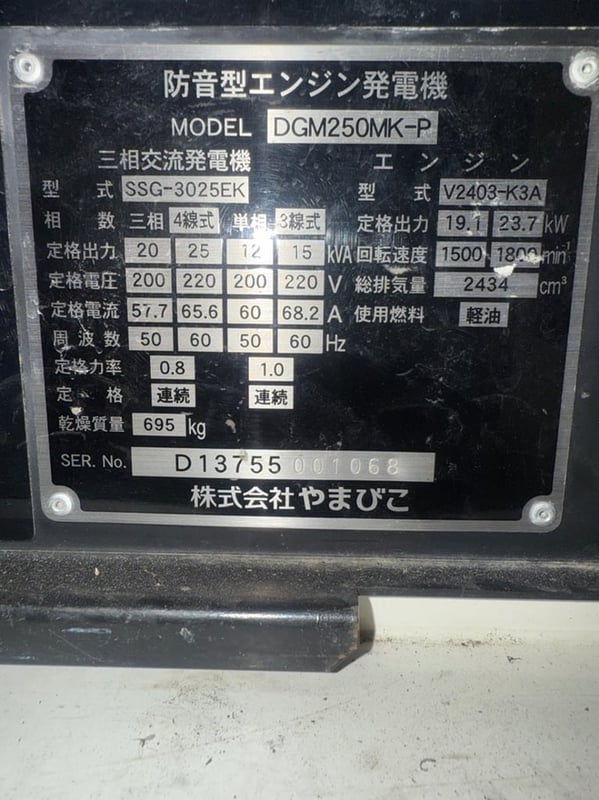 防音型エンジン発電機
MODEL DGM250MK-P
三相交流発電機
型式 SSG-3025EK
相数 三相 4線式 単相 3線式
定格出力 20 25 12 15 kVA
定格電圧 200 220 200 220 V
定格電流 57.7 65.6 60 68.2 A
周波数 50 60 50 60 Hz
定格力率 0.8 1.0
定格 連続 連続
乾燥質量 695 kg
エンジン
型式 V2403-K3A
定格出力 19.1 23.7 kW
回転速度 1500 1800 min⁻¹
総排気量 2434 cm³
使用燃料 軽油
SER. No. D13755 001068
株式会社やまびこ